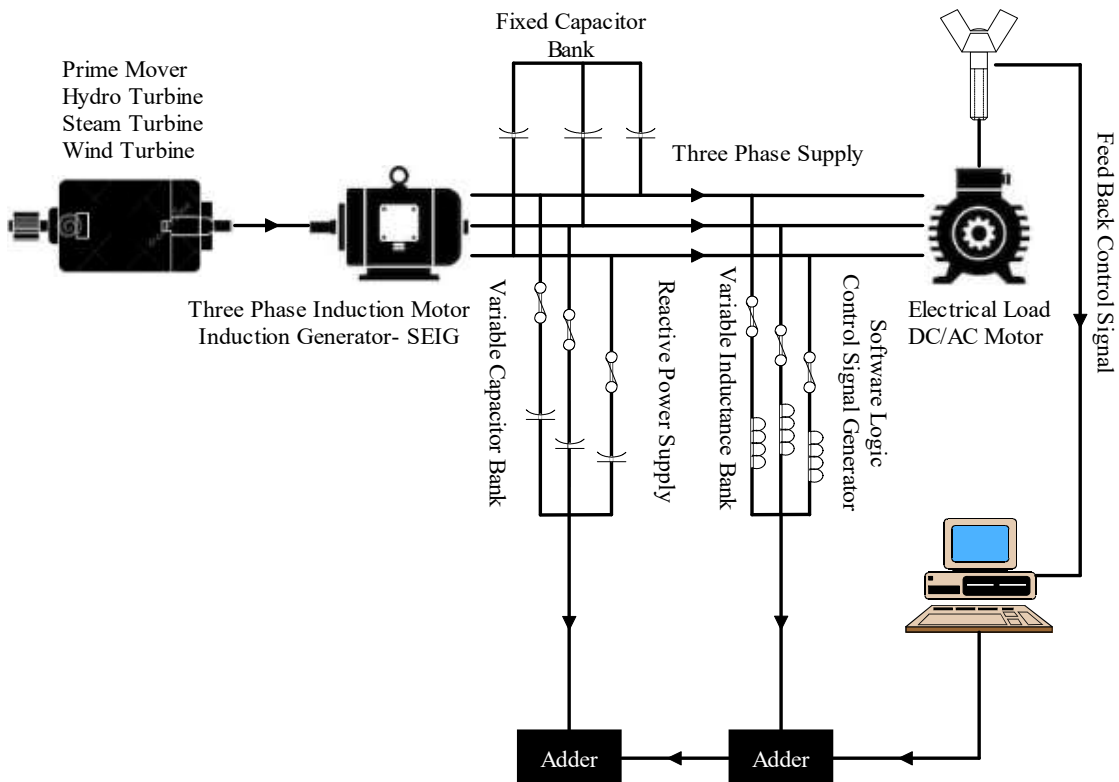 Fixed Capacitor
Bank
Prime Mover
Hydro Turbine
Steam Turbine
Wind Turbine
Three Phase Supply
Feed Back Control Signal
Three Phase Induction Motor
Induction Generator- SEIG
Electrical Load
DC/AC Motor
Variable Capacitor Bank
Reactive Power Supply
Variable Inductance Bank
Software Logic
Control Signal Generator
Adder
Adder